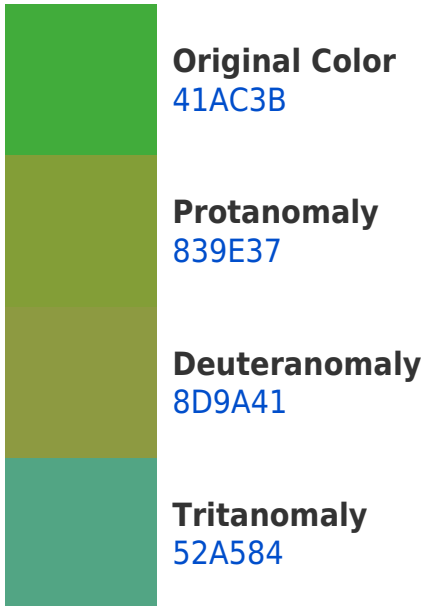 Original Color
41AC3B
Protanomaly
839E37
Deuteranomaly
8D9A41
Tritanomaly
52A584